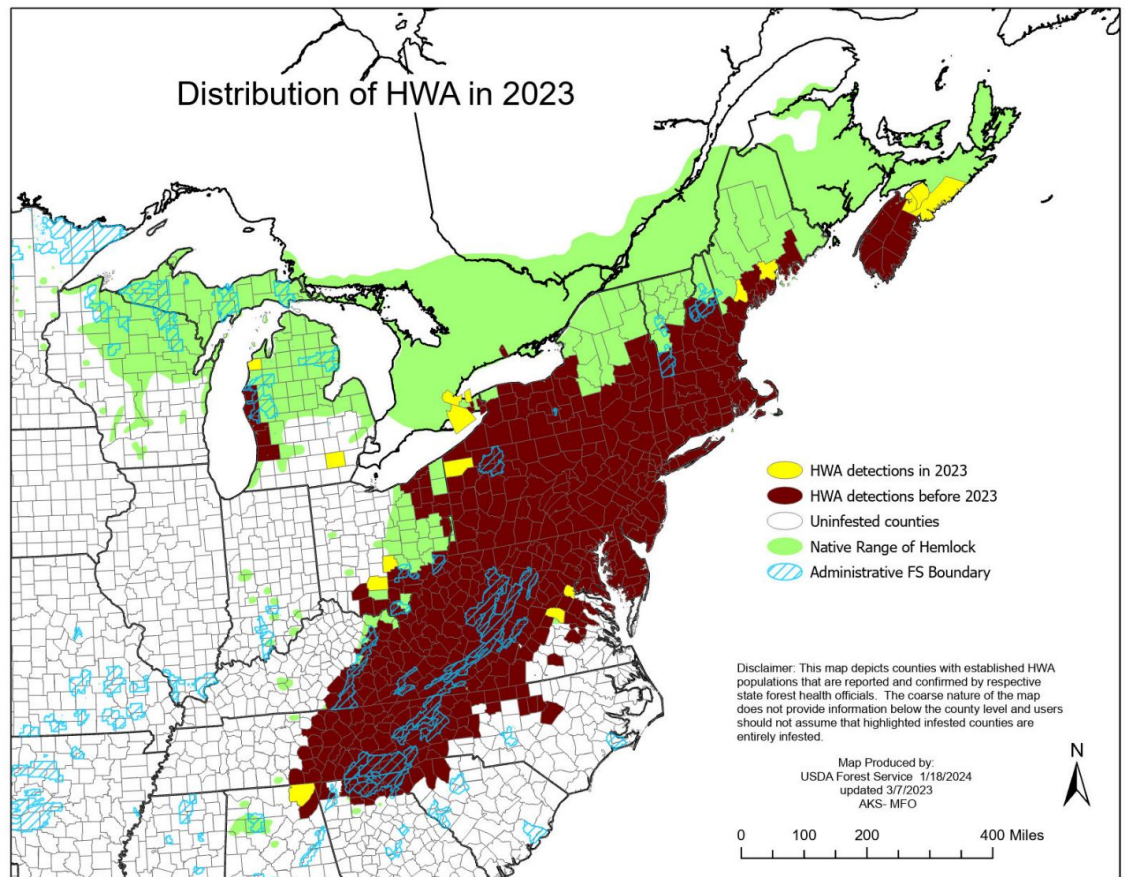 Distribution of HWA in 2023
HWA detections in 2023
HWA detections before 2023
Uninfested counties
Native Range of Hemlock
Administrative FS Boundary
Disclaimer: This map depicts counties with established HWA
populations that are reported and confirmed by respective
state forest health officials. The coarse nature of the map
does not provide information below the county level and users
should not assume that highlighted infested counties are
entirely infested.
Map Produced by:
USDA Forest Service 1/18/2024
updated 3/7/2023
AKS- MFO
N
0 100 200 400 Miles